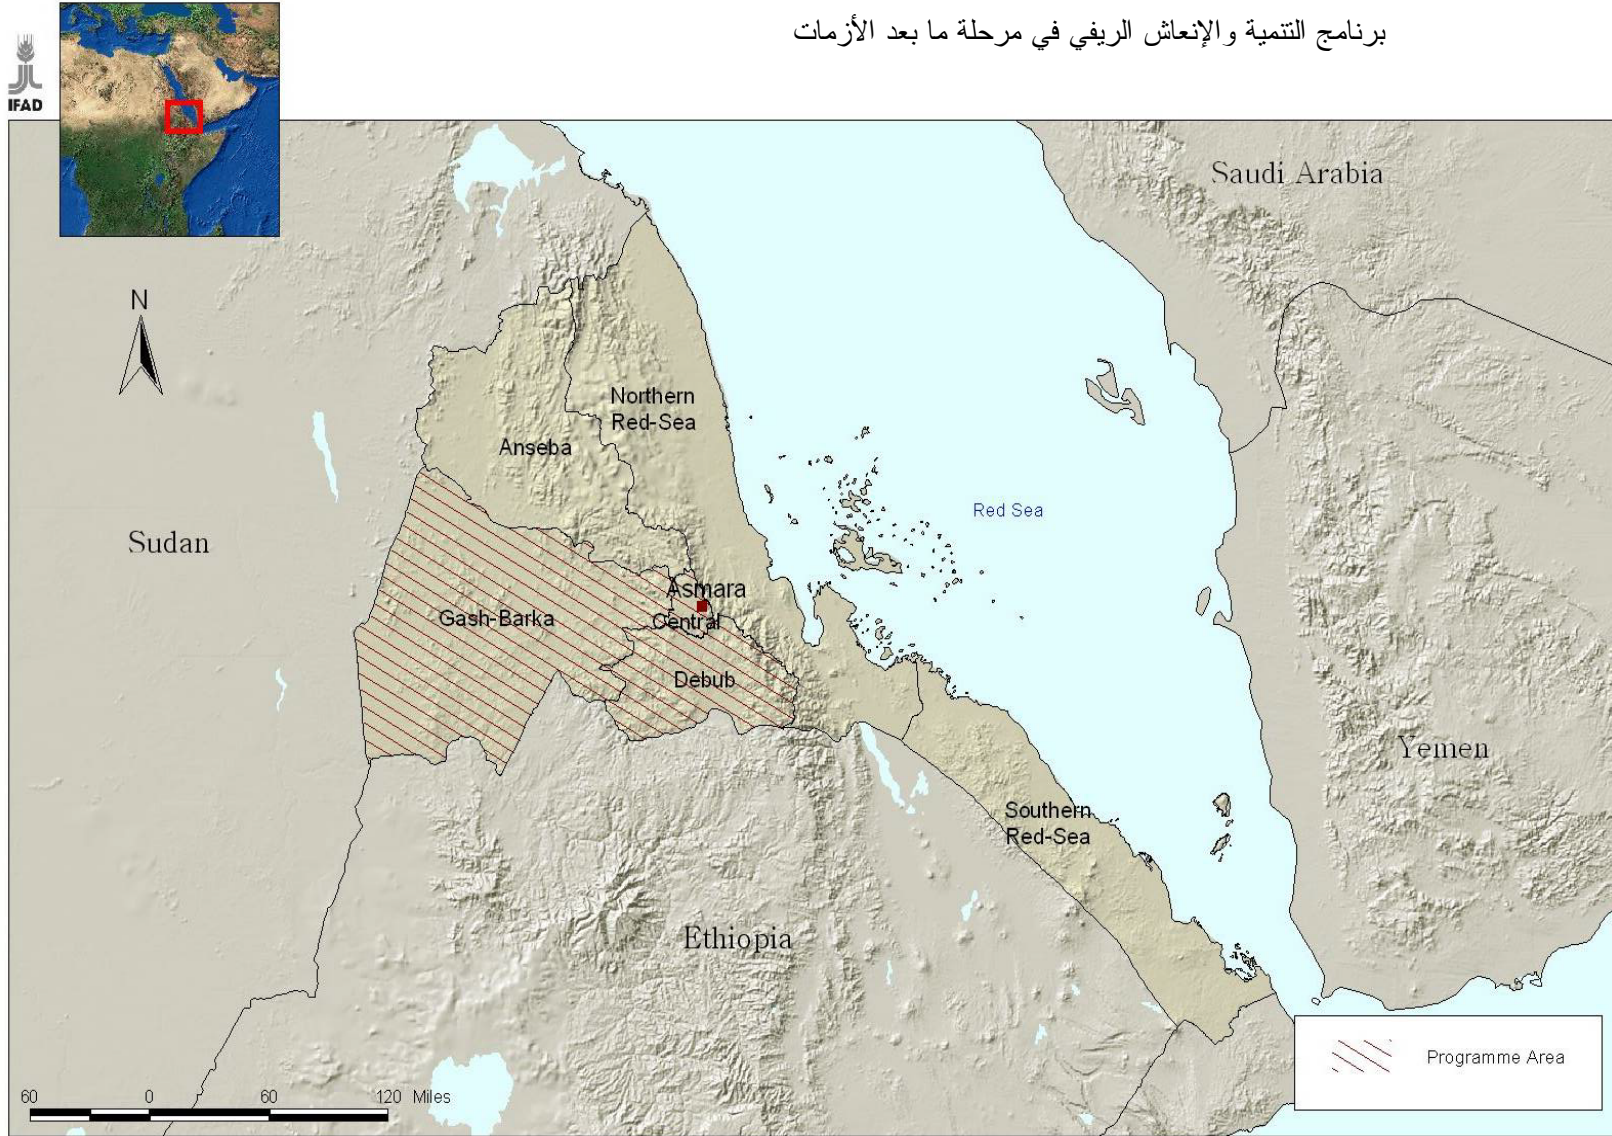 برنامج التنمية والإنعاش الريفي في مرحلة ما بعد الأزمات
IFAD
Saudi Arabia
N
Northern
Red-Sea
Anseba
Red Sea
Sudan
Asmara
Gash-Barka
Central
Debub
Yemen
Southern
Red-Sea
Ethiopia
Programme Area
60 0 60 120 Miles